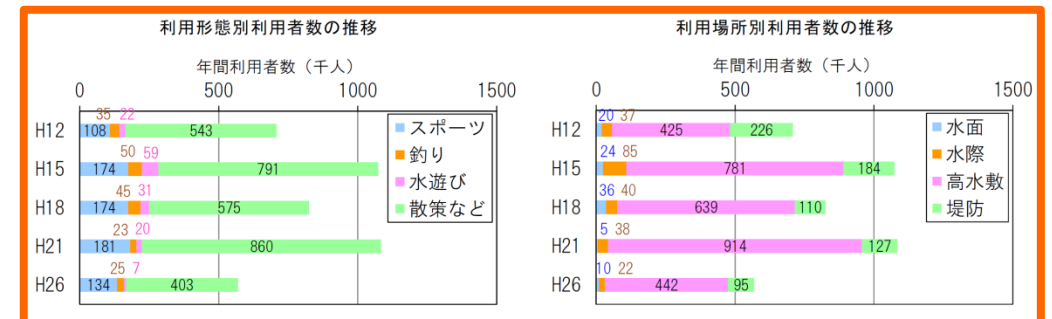 利用形態別利用者数の推移
年間利用者数（千人）
0 500 1000 1500
35 22
H12 108 543
50 59
H15 174 791
45 31
H18 174 575
23 20
H21 181 860
25 7
H26 134 403
スポーツ
釣り
水遊び
散策など
利用場所別利用者数の推移
年間利用者数（千人）
0 500 1000 1500
20 37
H12 425 226
24 85
H15 781 184
36 40
H18 639 110
5 38
H21 914 127
10 22
H26 442 95
水面
水際
高水敷
堤防